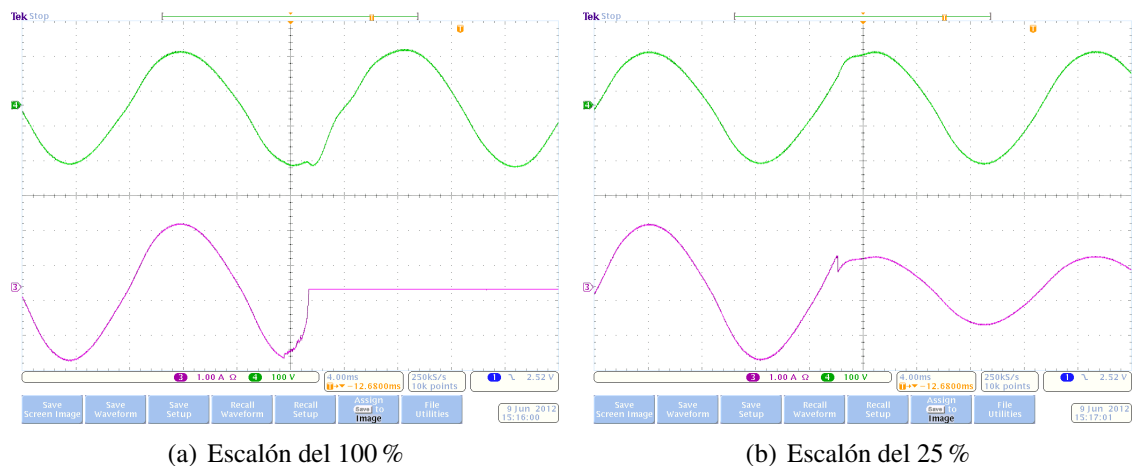 Tek Stop
T
4
3
3 1.00 A Ω 4 100 V
4.00ms
T→▼ −12.6800ms
250kS/s
10k points
1 2.52 V
Save
Screen Image
Save
Waveform
Save
Setup
Recall
Waveform
Recall
Setup
Assign
Save to
Image
File
Utilities
9 Jun 2012
15:16:00
(a) Escalón del 100 %
Tek Stop
T
4
3
3 1.00 A Ω 4 100 V
4.00ms
T→▼ −12.6800ms
250kS/s
10k points
1 2.52 V
Save
Screen Image
Save
Waveform
Save
Setup
Recall
Waveform
Recall
Setup
Assign
Save to
Image
File
Utilities
9 Jun 2012
15:17:01
(b) Escalón del 25 %